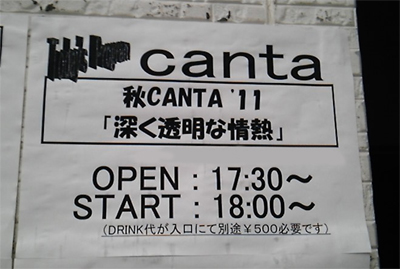 Today's Program
canta
秋CANTA '11
「深く透明な情熱」
OPEN : 17:30～
START : 18:00～
（DRINK代が入口にて別途￥500必要です）